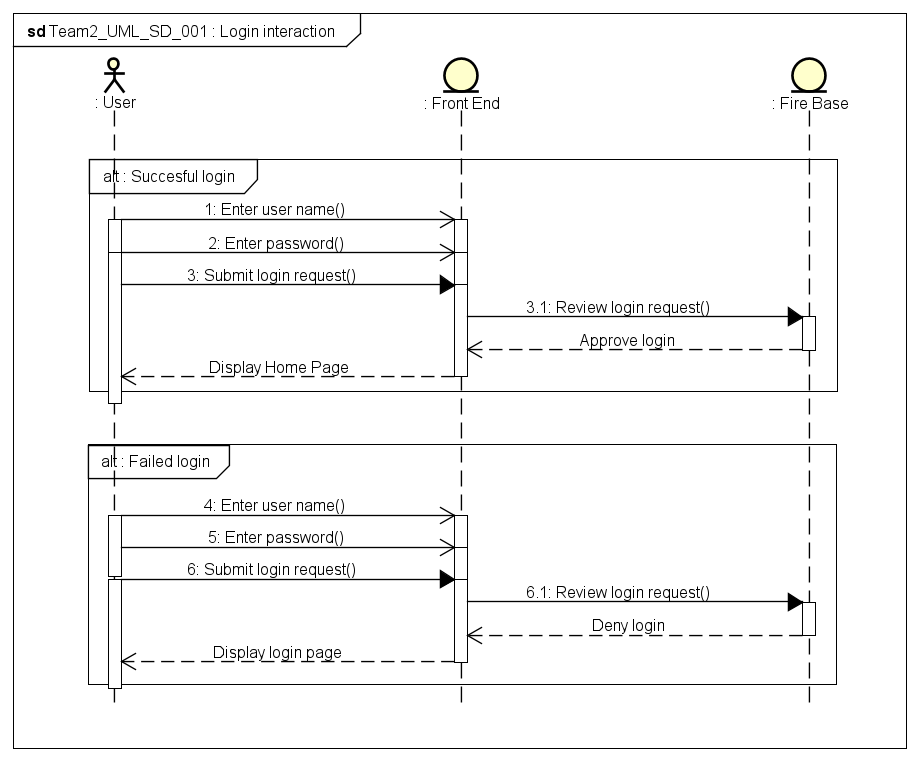 sd Team2_UML_SD_001 : Login interaction
: User
: Front End
: Fire Base
alt : Succesful login
1: Enter user name()
2: Enter password()
3: Submit login request()
3.1: Review login request()
Approve login
Display Home Page
alt : Failed login
4: Enter user name()
5: Enter password()
6: Submit login request()
6.1: Review login request()
Deny login
Display login page